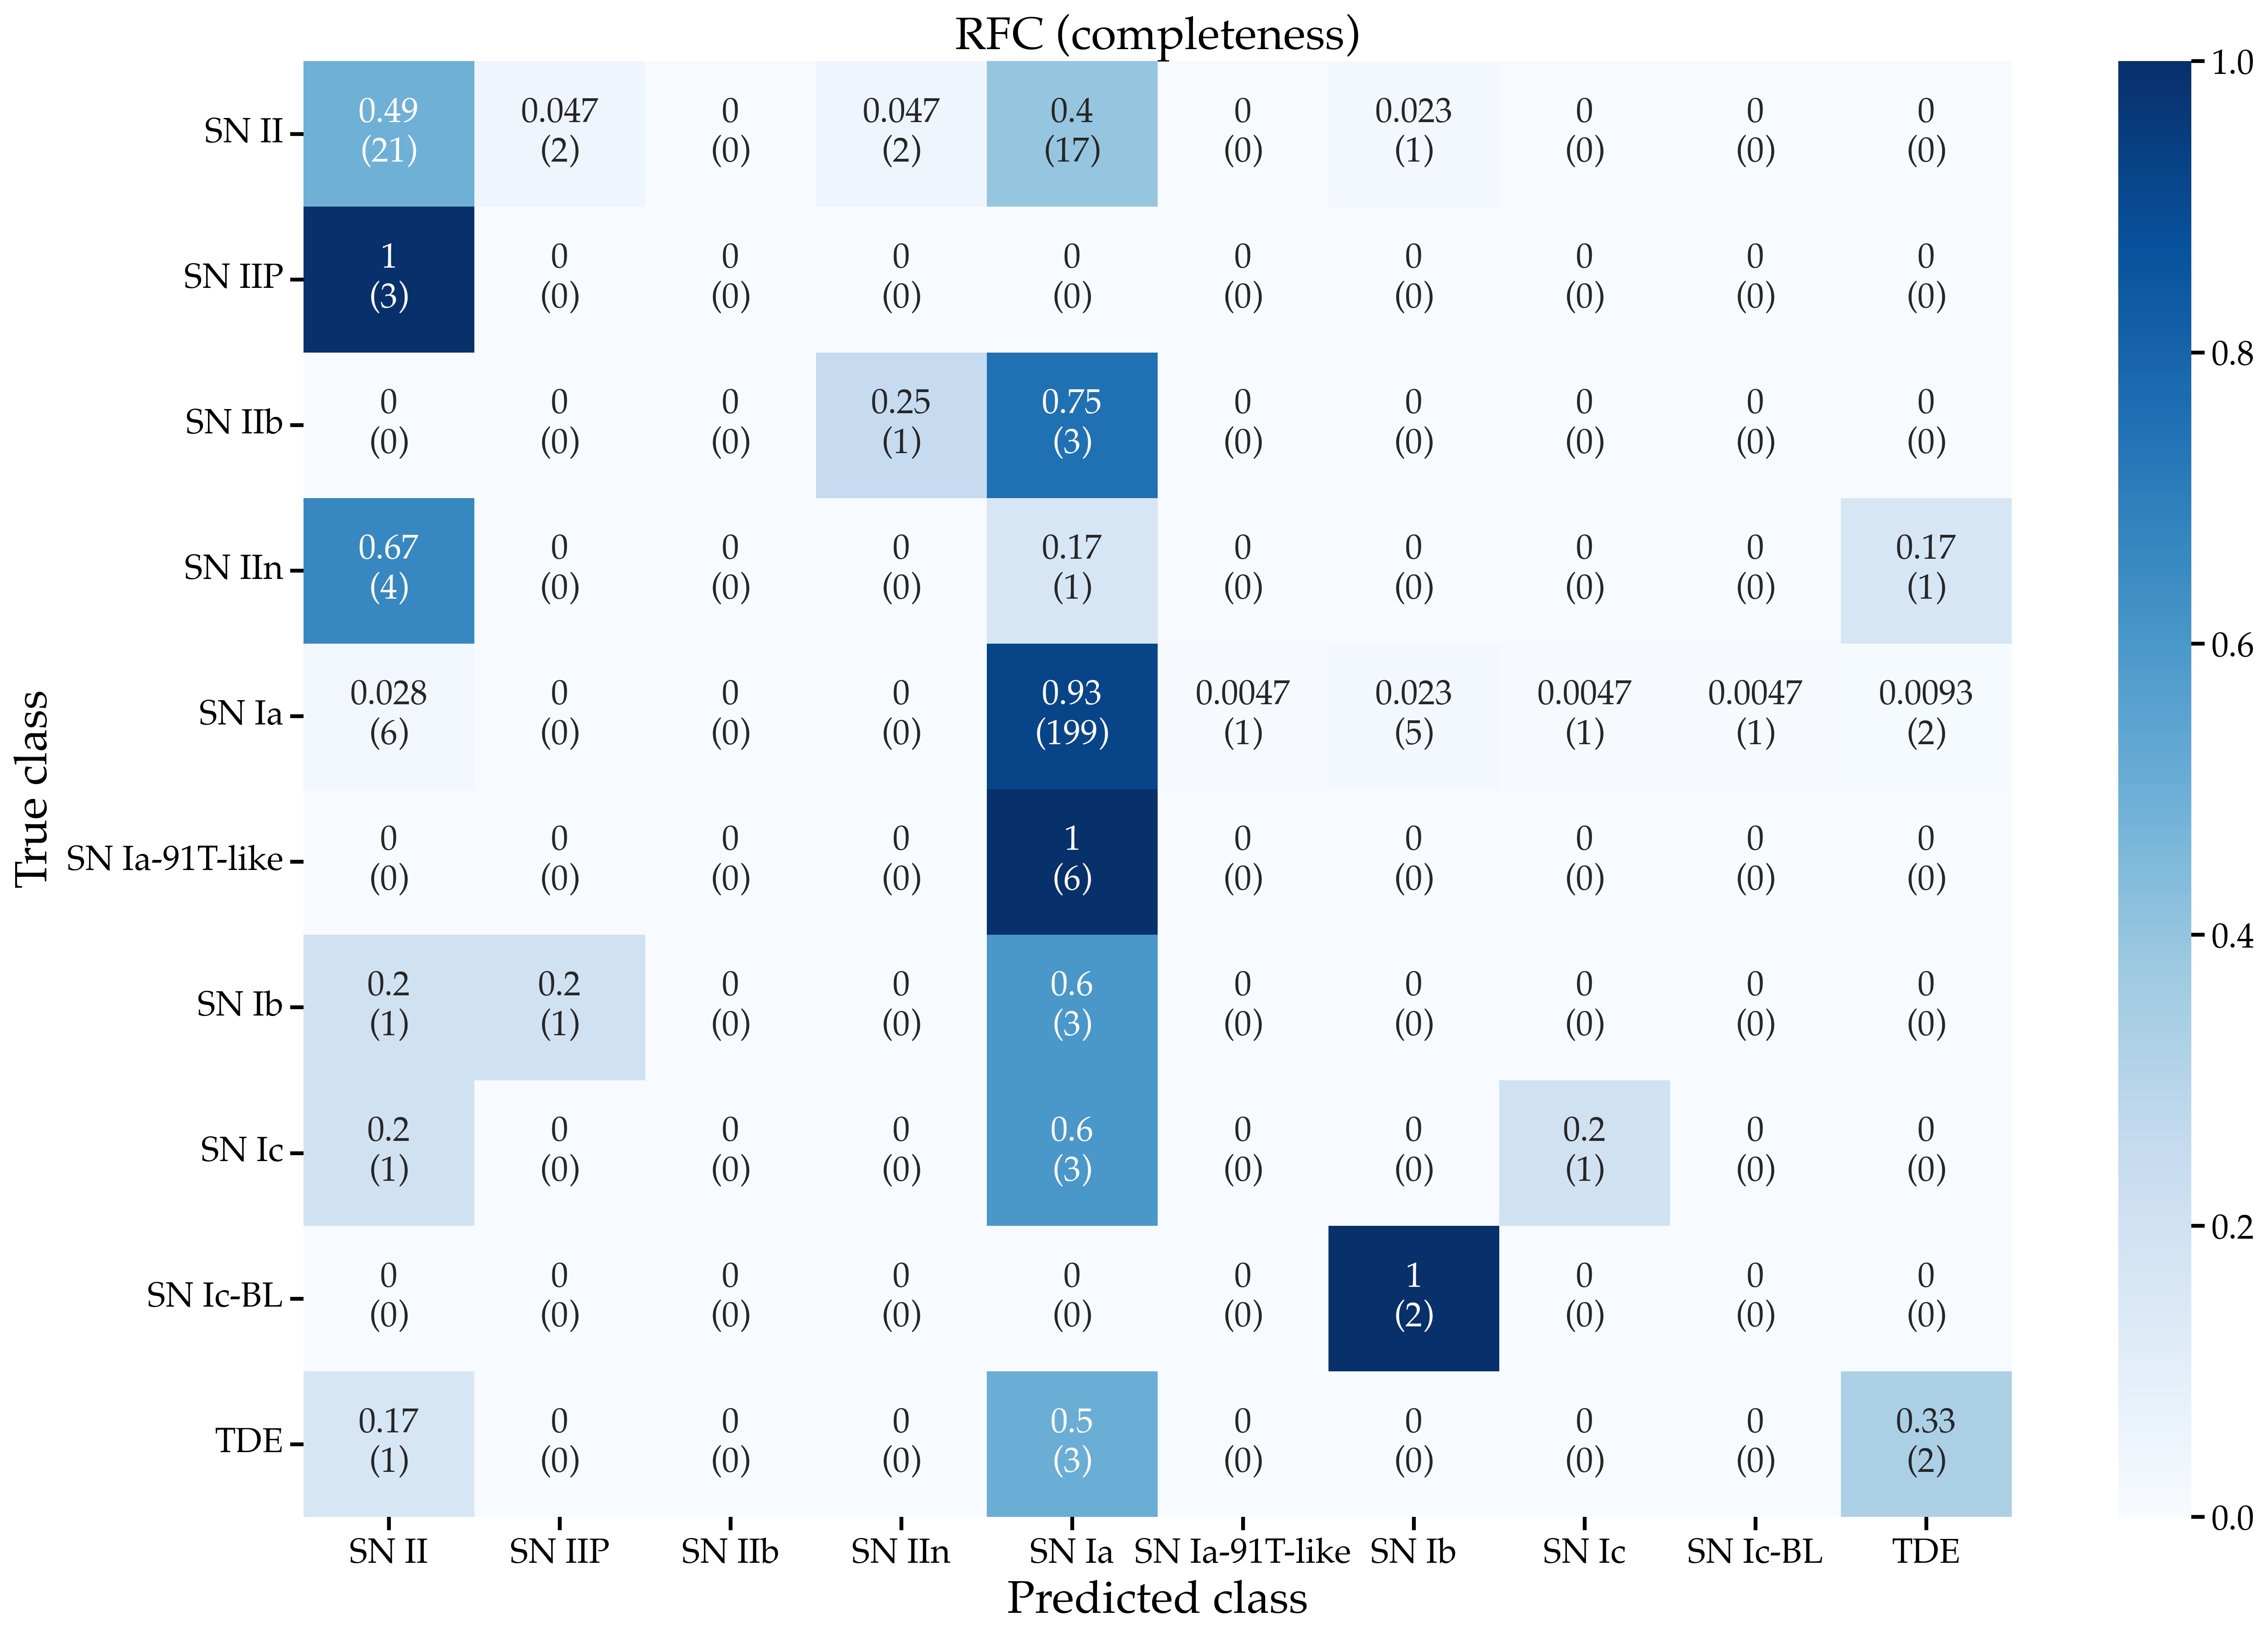 RFC (completeness)
SN II 0.49 0.047 0 0.047 0.4 0 0.023 0 0 0
(21) (2) (0) (2) (17) (0) (1) (0) (0) (0)
SN IIP 1 0 0 0 0 0 0 0 0 0
(3) (0) (0) (0) (0) (0) (0) (0) (0) (0)
SN IIb 0 0 0 0.25 0.75 0 0 0 0 0
(0) (0) (0) (1) (3) (0) (0) (0) (0) (0)
SN IIn 0.67 0 0 0 0.17 0 0 0 0 0.17
(4) (0) (0) (0) (1) (0) (0) (0) (0) (1)
SN Ia 0.028 0 0 0 0.93 0.0047 0.023 0.0047 0.0047 0.0093
(6) (0) (0) (0) (199) (1) (5) (1) (1) (2)
SN Ia-91T-like 0 0 0 0 1 0 0 0 0 0
(0) (0) (0) (0) (6) (0) (0) (0) (0) (0)
SN Ib 0.2 0.2 0 0 0.6 0 0 0 0 0
(1) (1) (0) (0) (3) (0) (0) (0) (0) (0)
SN Ic 0.2 0 0 0 0.6 0 0 0.2 0 0
(1) (0) (0) (0) (3) (0) (0) (1) (0) (0)
SN Ic-BL 0 0 0 0 0 0 1 0 0 0
(0) (0) (0) (0) (0) (0) (2) (0) (0) (0)
TDE 0.17 0 0 0 0.5 0 0 0 0 0.33
(1) (0) (0) (0) (3) (0) (0) (0) (0) (2)
SN II SN IIP SN IIb SN IIn SN Ia SN Ia-91T-like SN Ib SN Ic SN Ic-BL TDE
Predicted class
True class
1.0
0.8
0.6
0.4
0.2
0.0